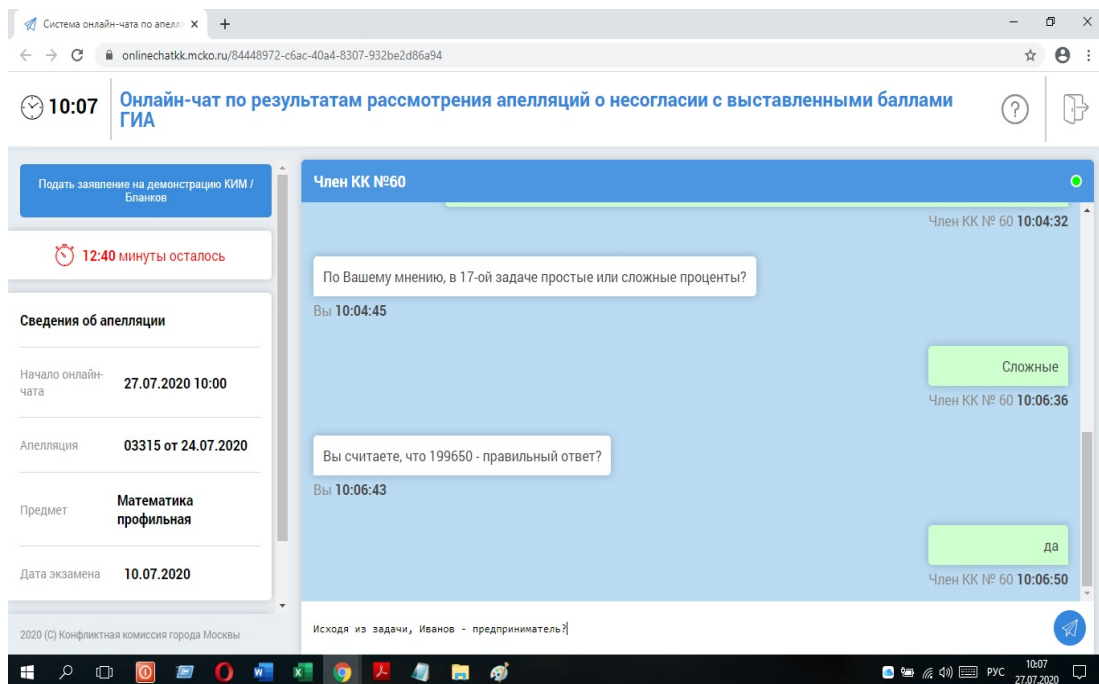 Система онлайн-чата по апелл
onlinechatkk.mcko.ru/84448972-c6ac-40a4-8307-932be2d86a94
10:07
Онлайн-чат по результатам рассмотрения апелляций о несогласии с выставленными баллами
ГИА
Подать заявление на демонстрацию КИМ /
Бланков
12:40 минуты осталось
Сведения об апелляции
Начало онлайн-
чата
27.07.2020 10:00
Апелляция
03315 от 24.07.2020
Предмет
Математика
профильная
Дата экзамена
10.07.2020
2020 (C) Конфликтная комиссия города Москвы
Член КК №60
Член КК № 60 10:04:32
По Вашему мнению, в 17-ой задаче простые или сложные проценты?
Вы 10:04:45
Сложные
Член КК № 60 10:06:36
Вы считаете, что 199650 - правильный ответ?
Вы 10:06:43
да
Член КК № 60 10:06:50
Исходя из задачи, Иванов - предприниматель?
РУС
10:07
27.07.2020